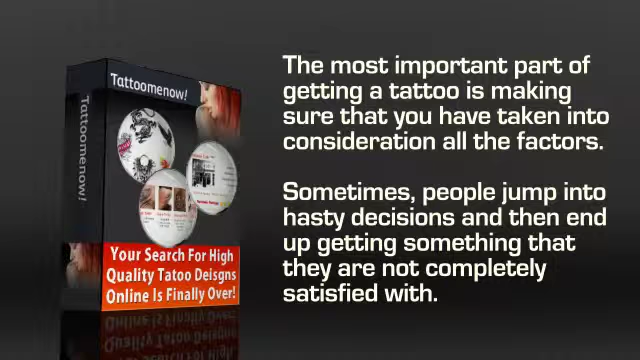 Tattoomenow!
Tattoomenow!
Your Search For High
Quality Tatoo Deisgns
Online Is Finally Over!
The most important part of
getting a tattoo is making
sure that you have taken into
consideration all the factors.
Sometimes, people jump into
hasty decisions and then end
up getting something that
they are not completely
satisfied with.